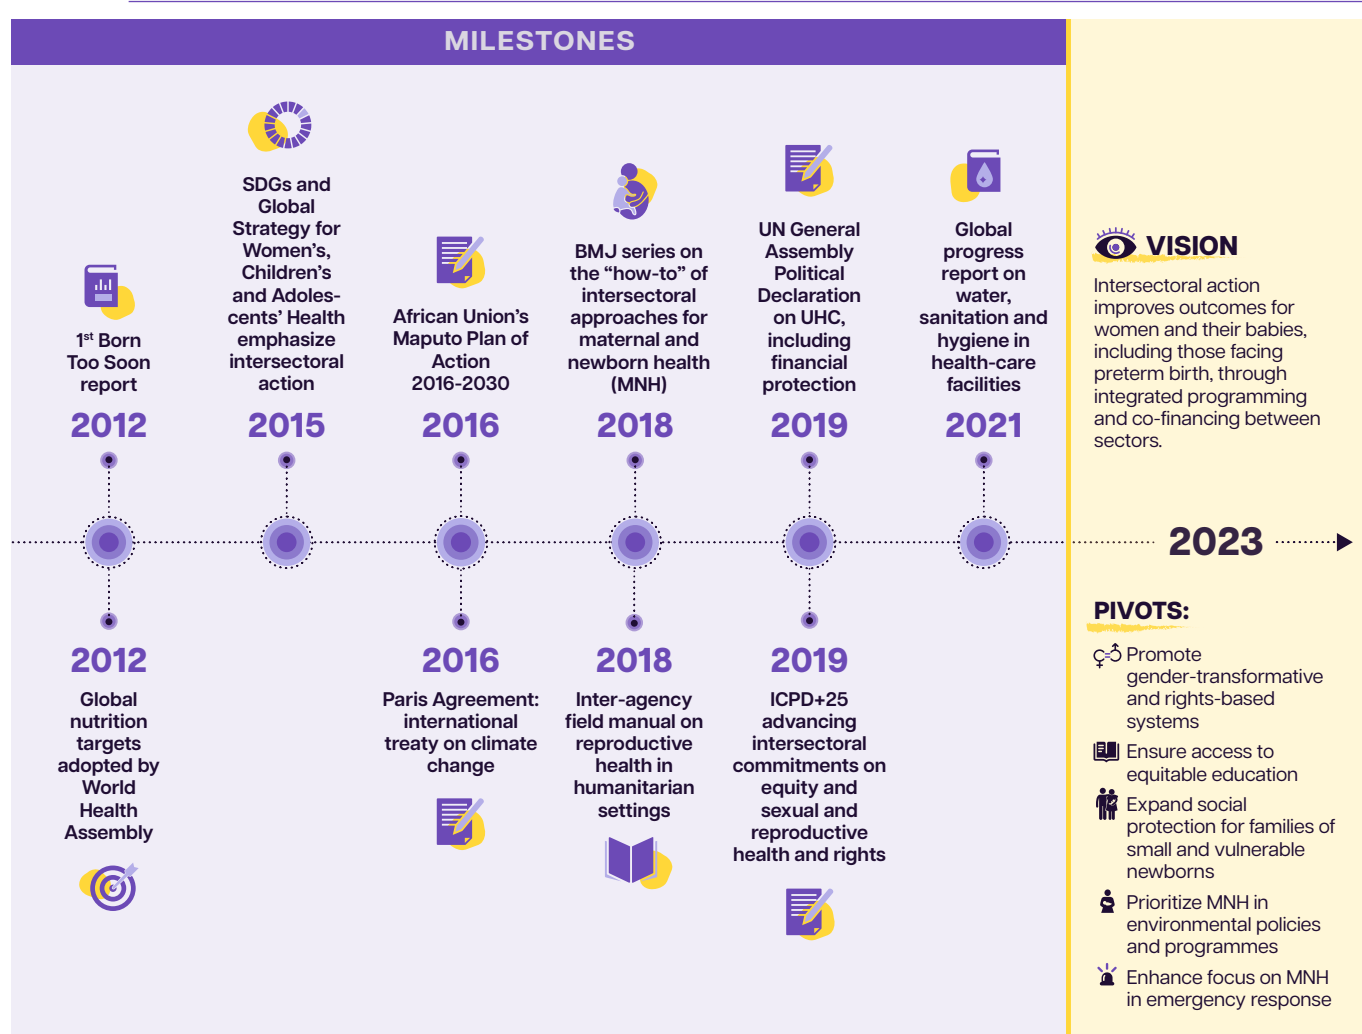 MILESTONES
1st Born
Too Soon
report
2012
SDGs and
Global
Strategy for
Women's,
Children's
and Adoles-
cents' Health
emphasize
intersectoral
action
2015
African Union's
Maputo Plan of
Action
2016-2030
2016
BMJ series on
the “how-to” of
intersectoral
approaches for
maternal and
newborn health
(MNH)
2018
UN General
Assembly
Political
Declaration
on UHC,
including
financial
protection
2019
Global
progress
report on
water,
sanitation and
hygiene in
health-care
facilities
2021
2012
Global
nutrition
targets
adopted by
World
Health
Assembly
2016
Paris Agreement:
international
treaty on climate
change
2018
Inter-agency
field manual on
reproductive
health in
humanitarian
settings
2019
ICPD+25
advancing
intersectoral
commitments on
equity and
sexual and
reproductive
health and rights
VISION
Intersectoral action
improves outcomes for
women and their babies,
including those facing
preterm birth, through
integrated programming
and co-financing between
sectors.
2023
PIVOTS:
Promote
gender-transformative
and rights-based
systems
Ensure access to
equitable education
Expand social
protection for families of
small and vulnerable
newborns
Prioritize MNH in
environmental policies
and programmes
Enhance focus on MNH
in emergency response